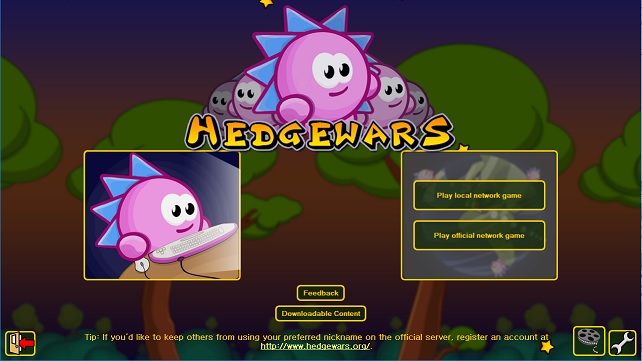 HEDGEWARS
Play local network game
Play official network game
Feedback
Downloadable Content
Tip: If you'd like to keep others from using your preferred nickname on the official server, register an account at
http://www.hedgewars.org/.